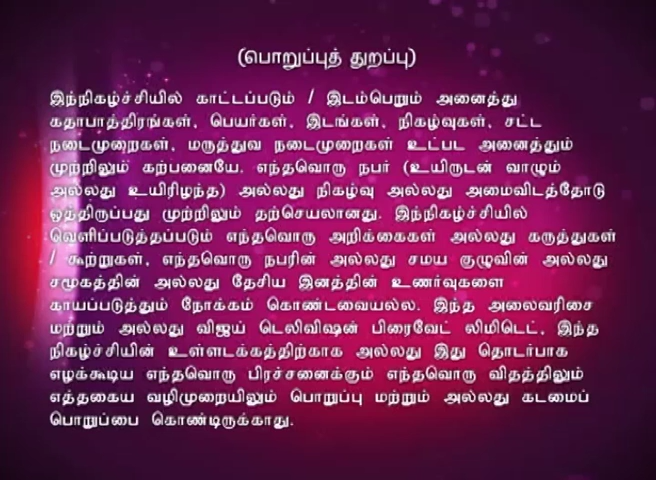 (பொறுப்புத் துறப்பு)
இந்நிகழ்ச்சியில் காட்டப்படும் / இடம்பெறும் அனைத்து
கதாபாத்திரங்கள், பெயர்கள், இடங்கள், நிகழ்வுகள், சட்ட
நடைமுறைகள், மருத்துவ நடைமுறைகள் உட்பட அனைத்தும்
முற்றிலும் கற்பனையே. எந்தவொரு நபர் (உயிருடன் வாழும்
அல்லது உயிரிழந்த) அல்லது நிகழ்வு அல்லது அமைவிடத்தோடு
ஒத்திருப்பது முற்றிலும் தற்செயலானது. இந்நிகழ்ச்சியில்
வெளிப்படுத்தப்படும் எந்தவொரு அறிக்கைகள் அல்லது கருத்துகள்
/ கூற்றுகள், எந்தவொரு நபரின் அல்லது சமய குழுவின் அல்லது
சமூகத்தின் அல்லது தேசிய இனத்தின் உணர்வுகளை
காயப்படுத்தும் நோக்கம் கொண்டவையல்ல. இந்த அலைவரிசை
மற்றும் அல்லது விஜய் டெலிவிஷன் பிரைவேட் லிமிடெட், இந்த
நிகழ்ச்சியின் உள்ளடக்கத்திற்காக அல்லது இது தொடர்பாக
எழக்கூடிய எந்தவொரு பிரச்சனைக்கும் எந்தவொரு விதத்திலும்
எத்தகைய வழிமுறையிலும் பொறுப்பு மற்றும் அல்லது கடமைப்
பொறுப்பை கொண்டிருக்காது.